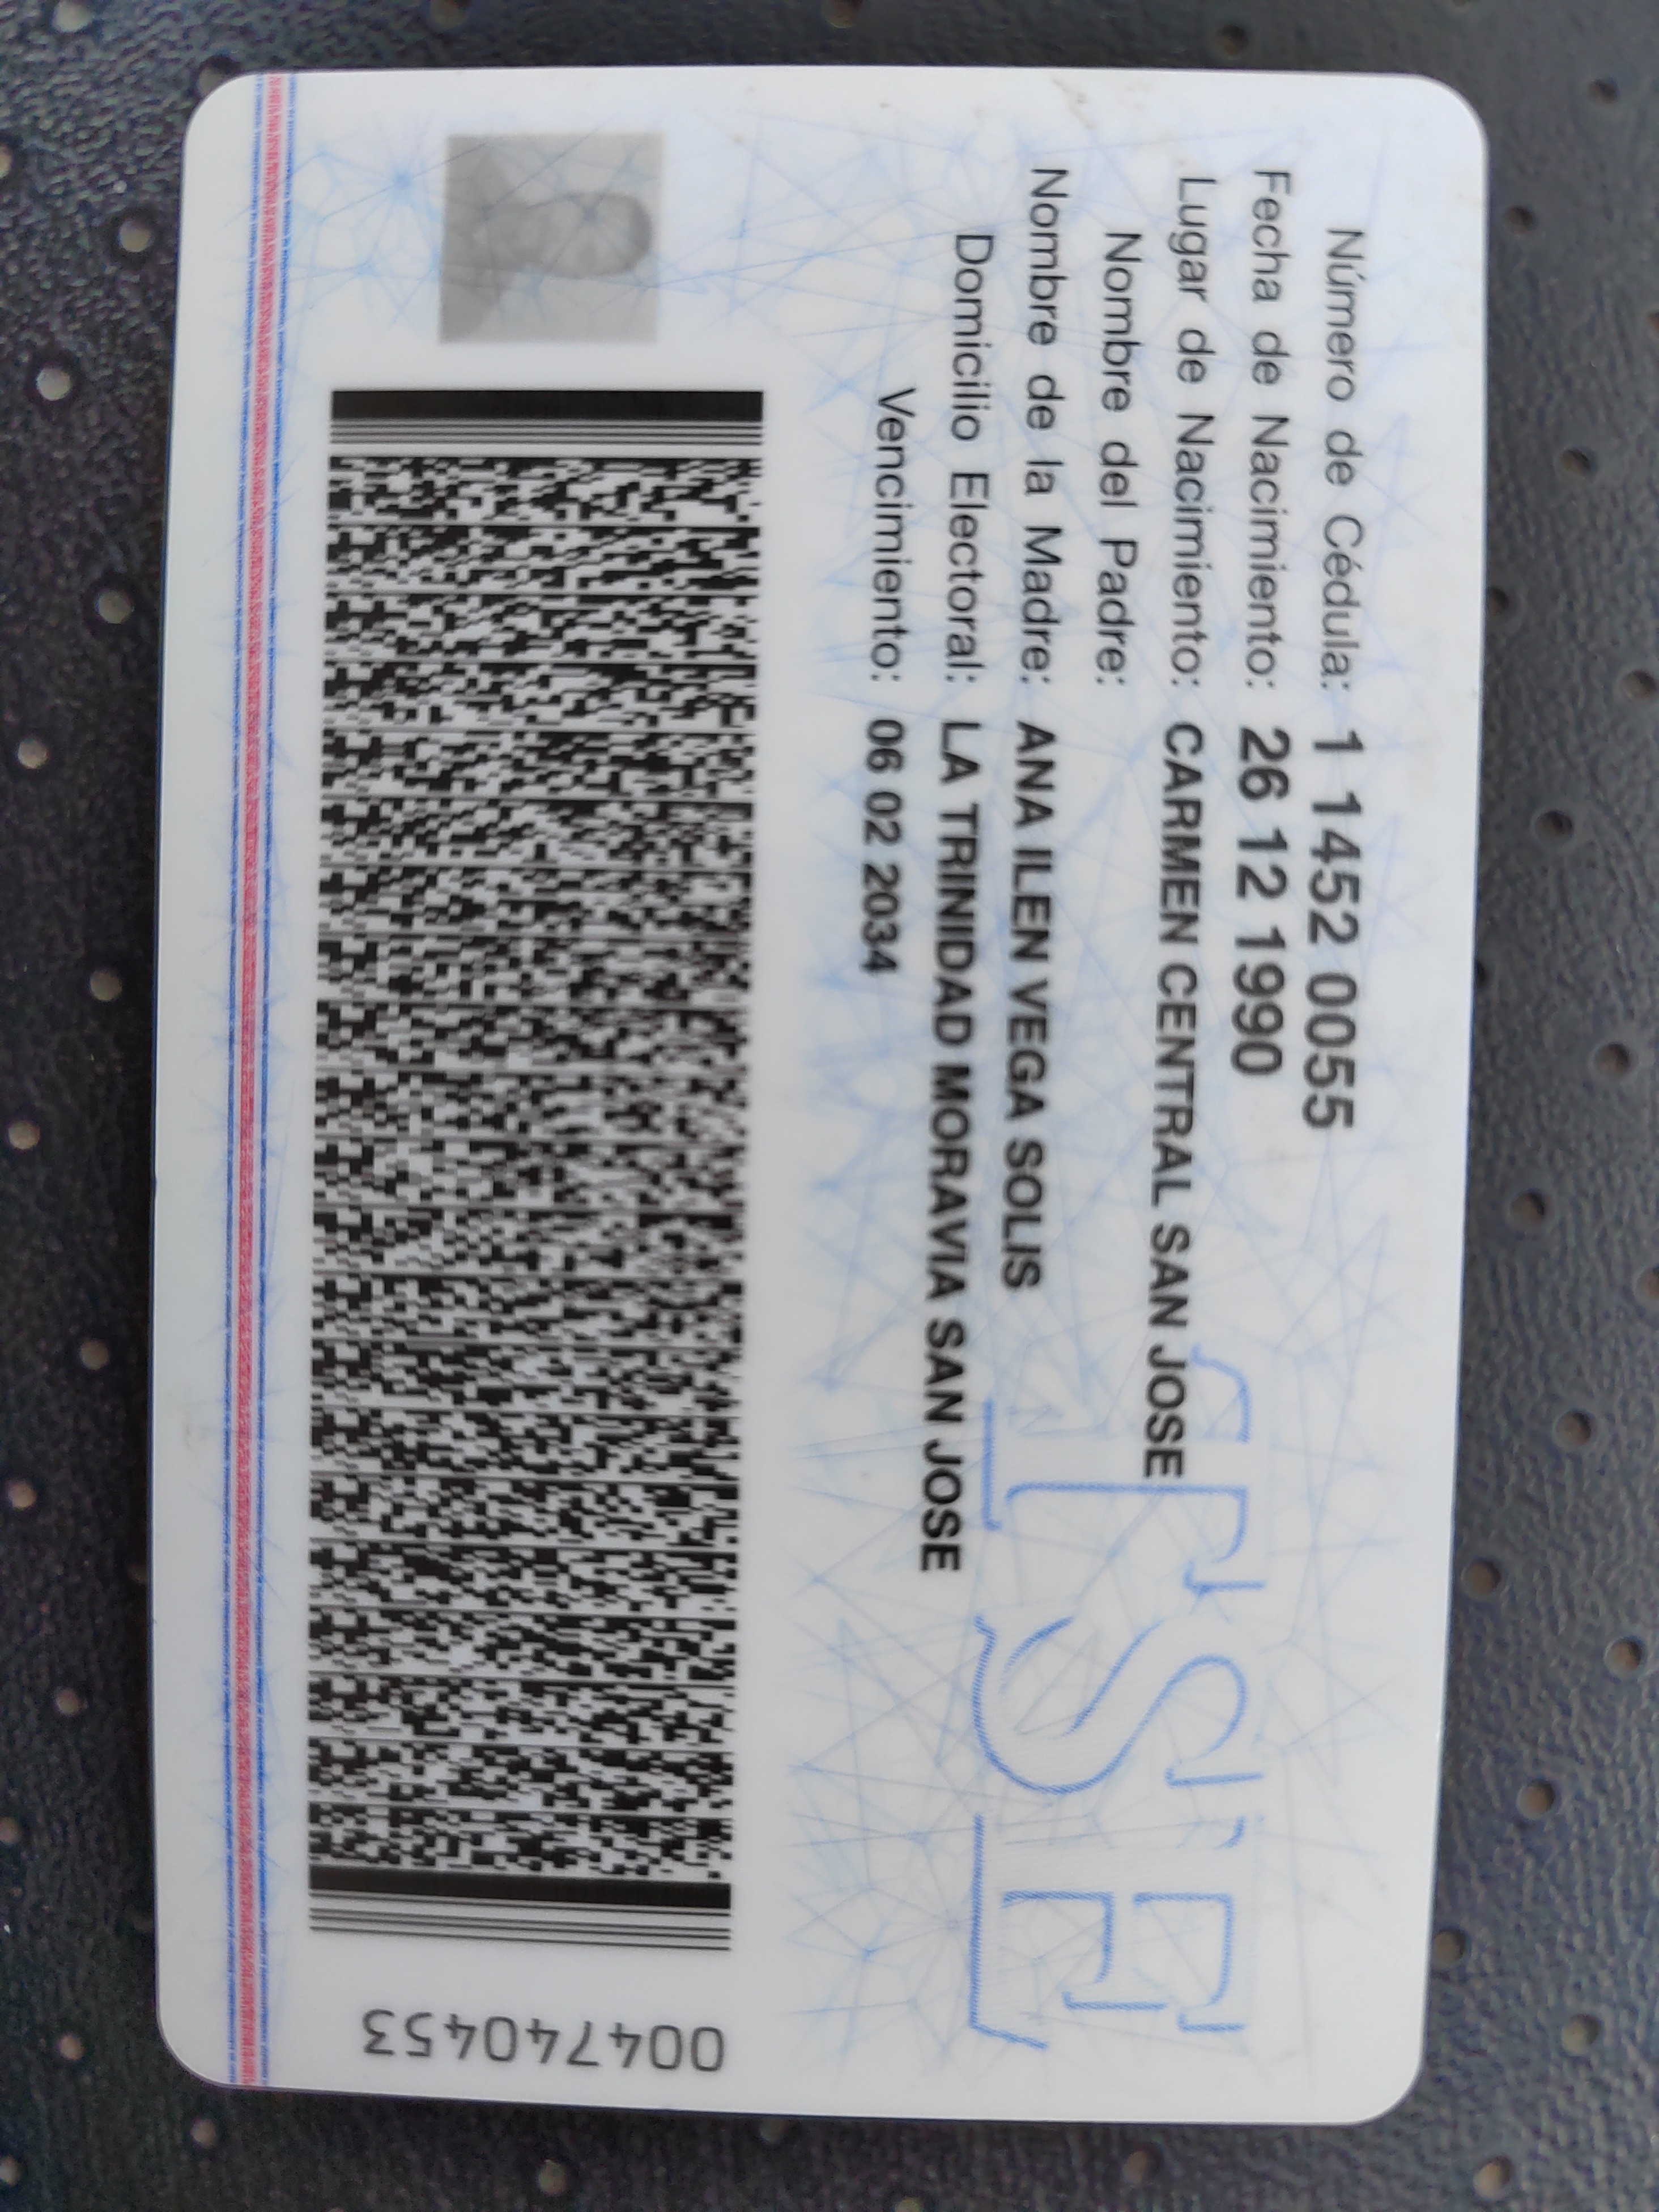 Número de Cédula: 1 1452 0055
Fecha de Nacimiento: 26 12 1990
Lugar de Nacimiento: CARMEN CENTRAL SAN JOSE
Nombre del Padre:
Nombre de la Madre: ANA ILEN VEGA SOLIS
Domicilio Electoral: LA TRINIDAD MORAVIA SAN JOSE
Vencimiento: 06 02 2034
TSE
004740453